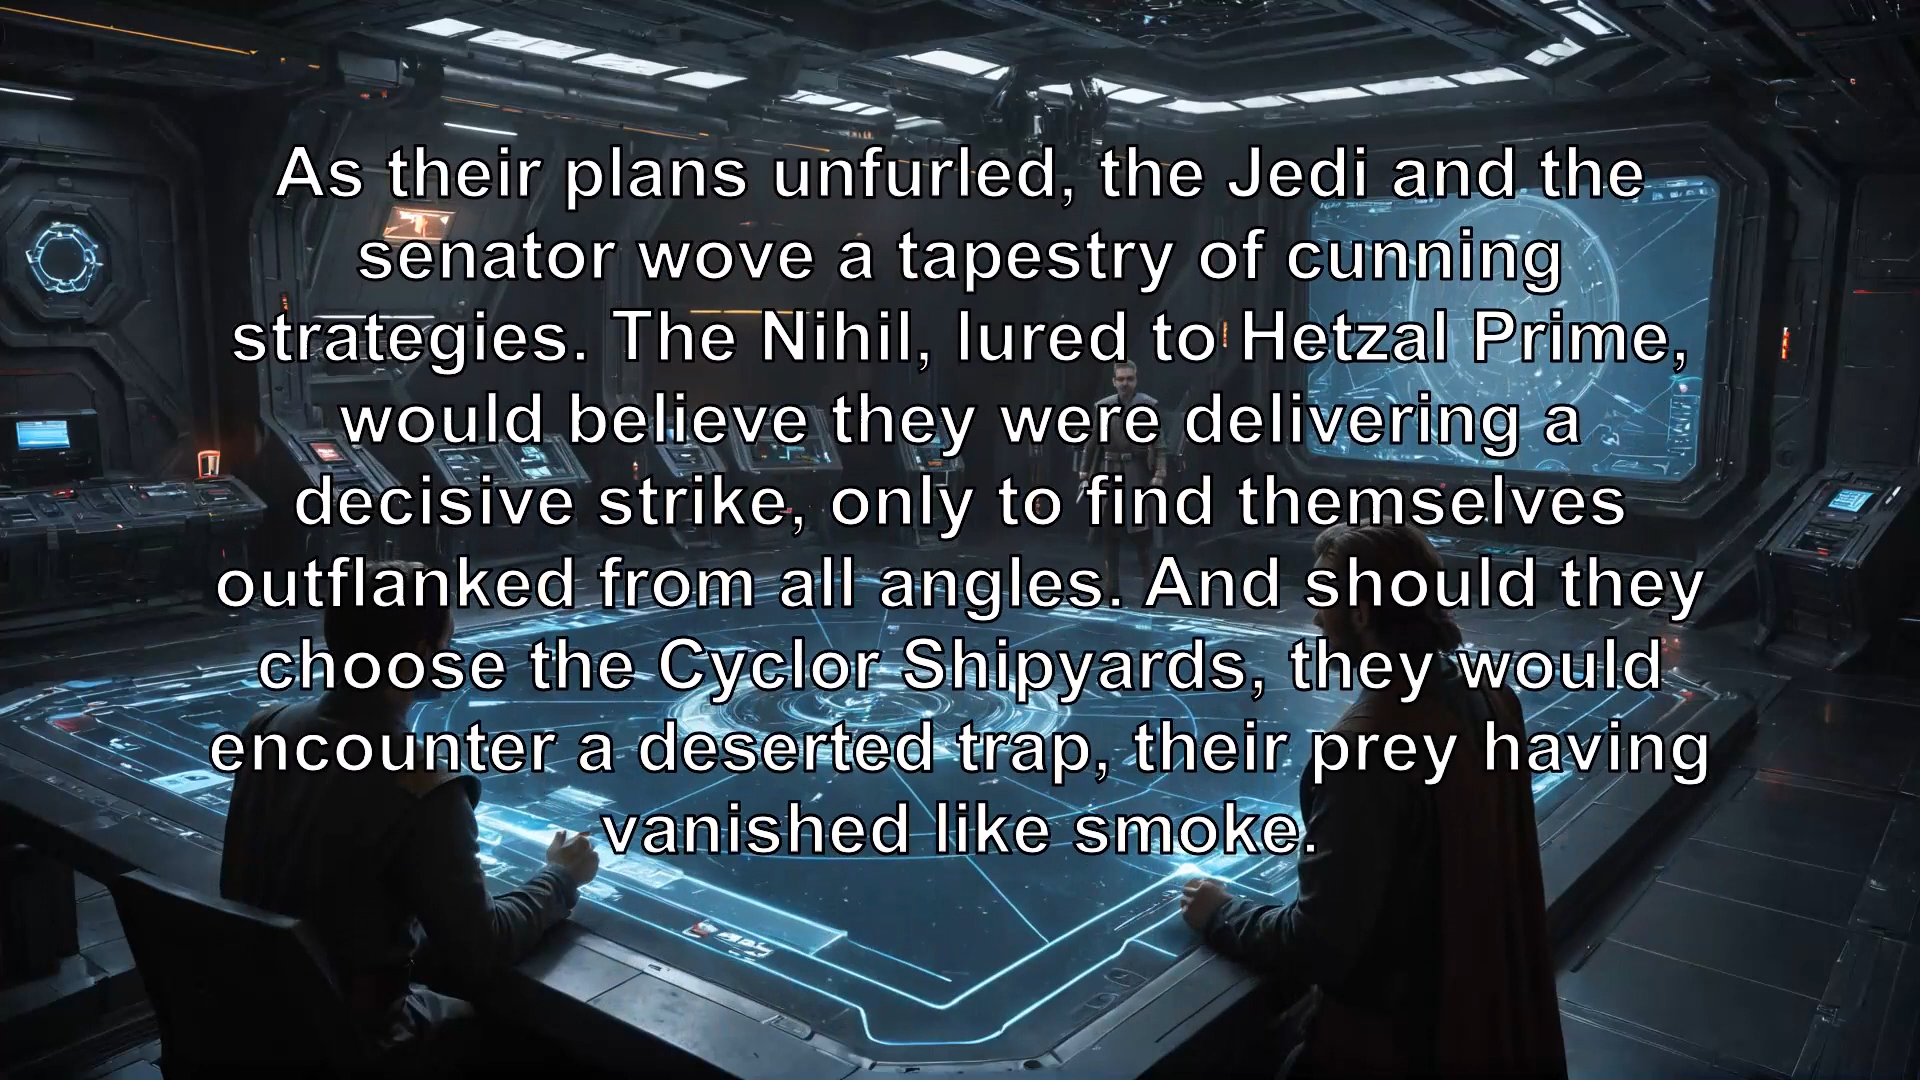 As their plans unfurled, the Jedi and the
senator wove a tapestry of cunning
strategies. The Nihil, lured to Hetzal Prime,
would believe they were delivering a
decisive strike, only to find themselves
outflanked from all angles. And should they
choose the Cyclor Shipyards, they would
encounter a deserted trap, their prey having
vanished like smoke.